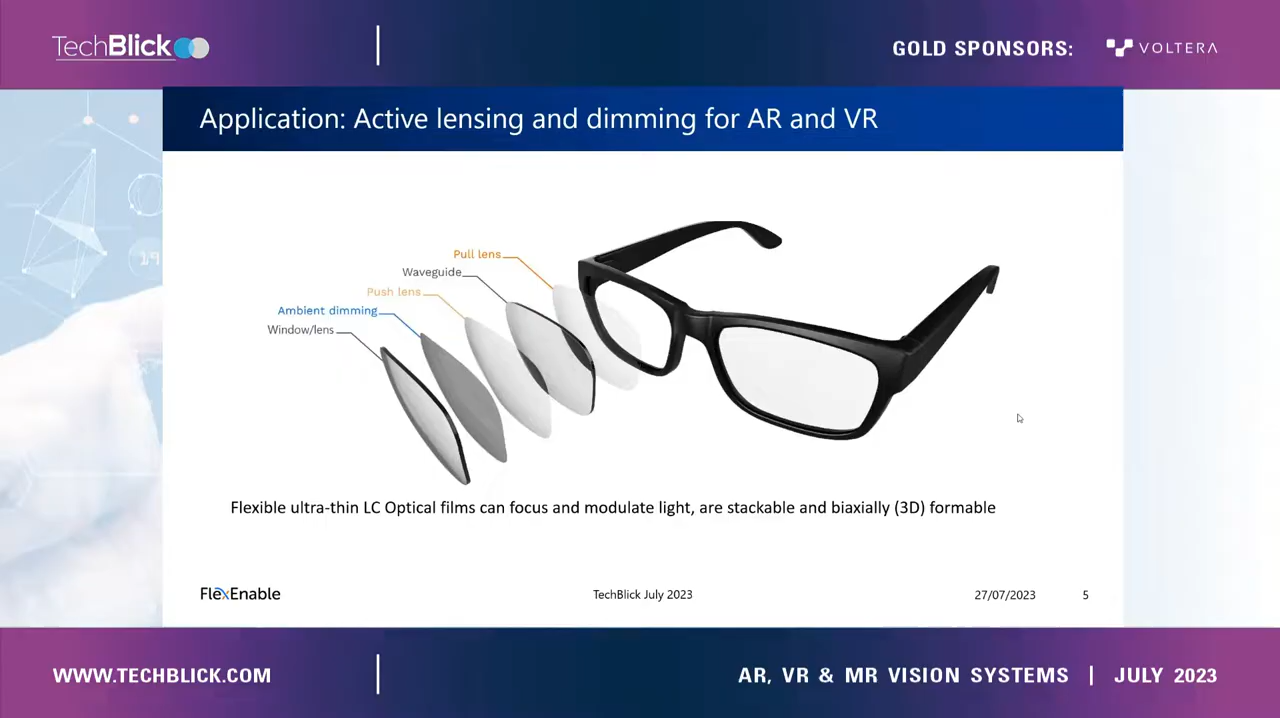 TechBlick
GOLD SPONSORS:
VOLTERA
Application: Active lensing and dimming for AR and VR
Pull lens
Waveguide
Push lens
Ambient dimming
Window/lens
Flexible ultra-thin LC Optical films can focus and modulate light, are stackable and biaxially (3D) formable
FlexEnable
TechBlick July 2023
27/07/2023
5
WWW.TECHBLICK.COM
AR, VR & MR VISION SYSTEMS | JULY 2023
19